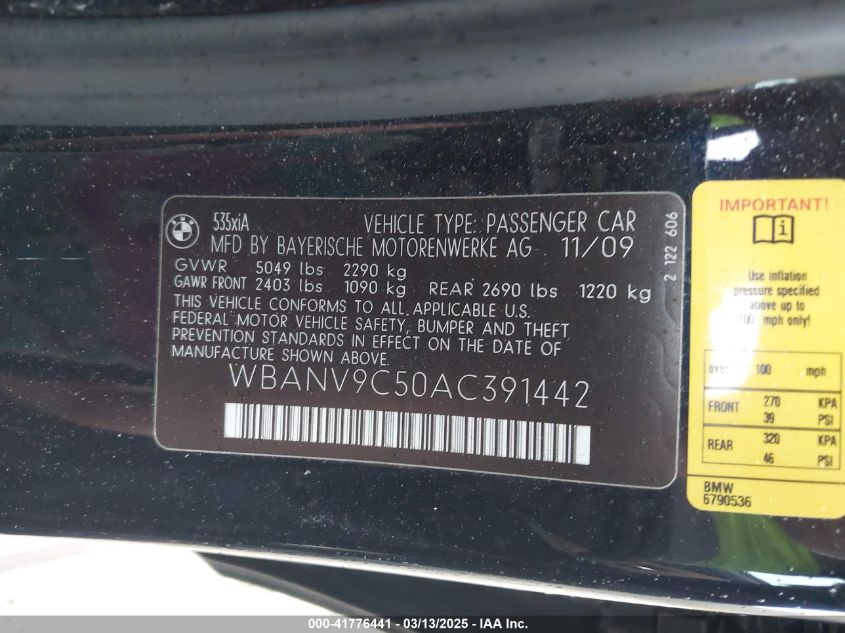 BMW
535xiA
VEHICLE TYPE: PASSENGER CAR
MFD BY BAYERISCHE MOTORENWERKE AG 11/09
GVWR 5049 lbs 2290 kg
GAWR FRONT 2403 lbs 1090 kg REAR 2690 lbs 1220 kg
THIS VEHICLE CONFORMS TO ALL APPLICABLE U.S.
FEDERAL MOTOR VEHICLE SAFETY, BUMPER AND THEFT
PREVENTION STANDARDS IN EFFECT ON THE DATE OF
MANUFACTURE SHOWN ABOVE.
WBANV9C50AC391442
2 122 606
IMPORTANT!
Use inflation
pressure specified
above up to
100 mph only!
over 100 mph
FRONT 270 KPA
39 PSI
REAR 320 KPA
46 PSI
BMW
6790536
000-41776441 - 03/13/2025 - IAAI, Inc.